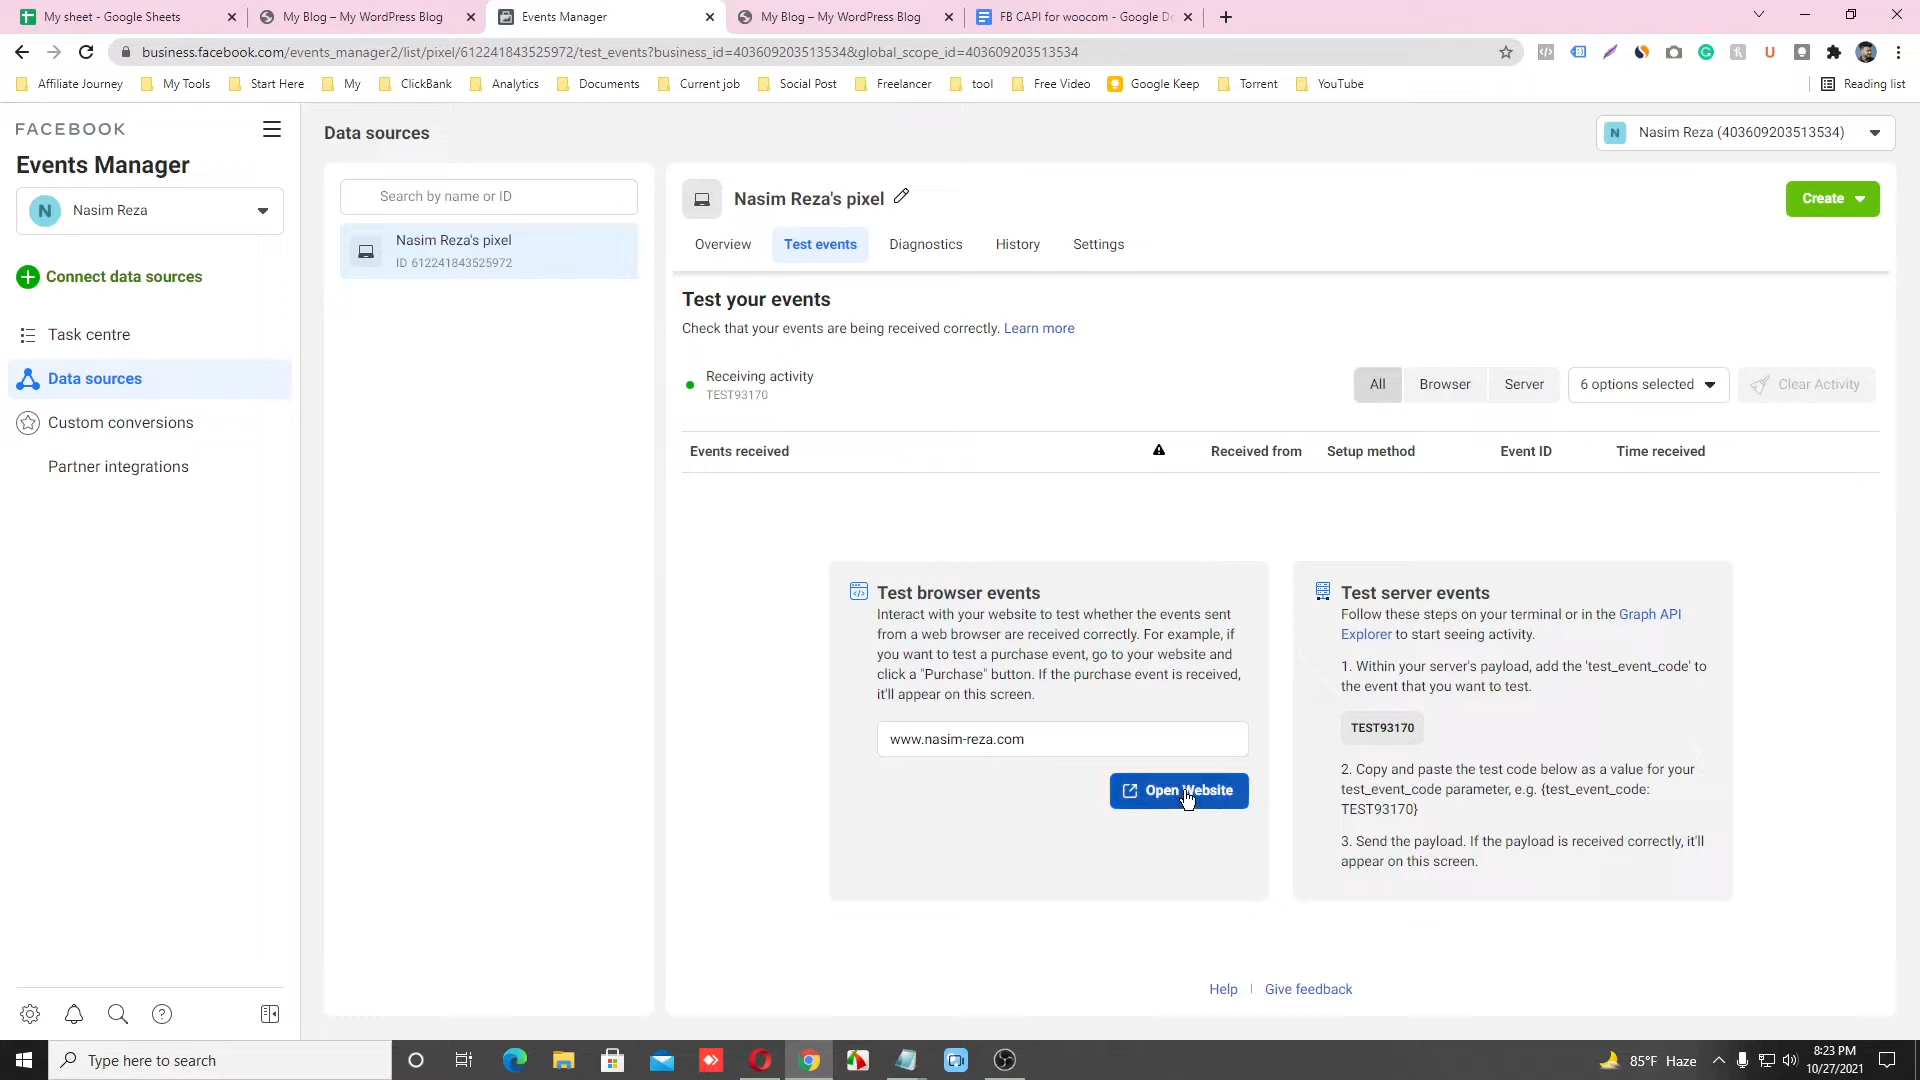 My sheet - Google Sheets
My Blog – My WordPress Blog
Events Manager
My Blog – My WordPress Blog
FB CAPI for woocom - Google Do
business.facebook.com/events_manager2/list/pixel/612241843525972/test_events?business_id=403609203513534&global_scope_id=403609203513534
Affiliate Journey
My Tools
Start Here
My
ClickBank
Analytics
Documents
Current job
Social Post
Freelancer
tool
Free Video
Google Keep
Torrent
YouTube
Reading list
FACEBOOK
Events Manager
N Nasim Reza
Connect data sources
Task centre
Data sources
Custom conversions
Partner integrations
Data sources
N Nasim Reza (403609203513534)
Search by name or ID
Nasim Reza's pixel
ID 612241843525972
Nasim Reza's pixel
Create
Overview
Test events
Diagnostics
History
Settings
Test your events
Check that your events are being received correctly. Learn more
Receiving activity
TEST93170
All
Browser
Server
6 options selected
Clear Activity
Events received
Received from
Setup method
Event ID
Time received
Test browser events
Interact with your website to test whether the events sent
from a web browser are received correctly. For example, if
you want to test a purchase event, go to your website and
click a "Purchase" button. If the purchase event is received,
it'll appear on this screen.
www.nasim-reza.com
Open Website
Test server events
Follow these steps on your terminal or in the Graph API
Explorer to start seeing activity.
1. Within your server's payload, add the 'test_event_code' to
the event that you want to test.
TEST93170
2. Copy and paste the test code below as a value for your
test_event_code parameter, e.g. {test_event_code:
TEST93170}
3. Send the payload. If the payload is received correctly, it'll
appear on this screen.
Help
Give feedback
Type here to search
85°F Haze
8:23 PM
10/27/2021